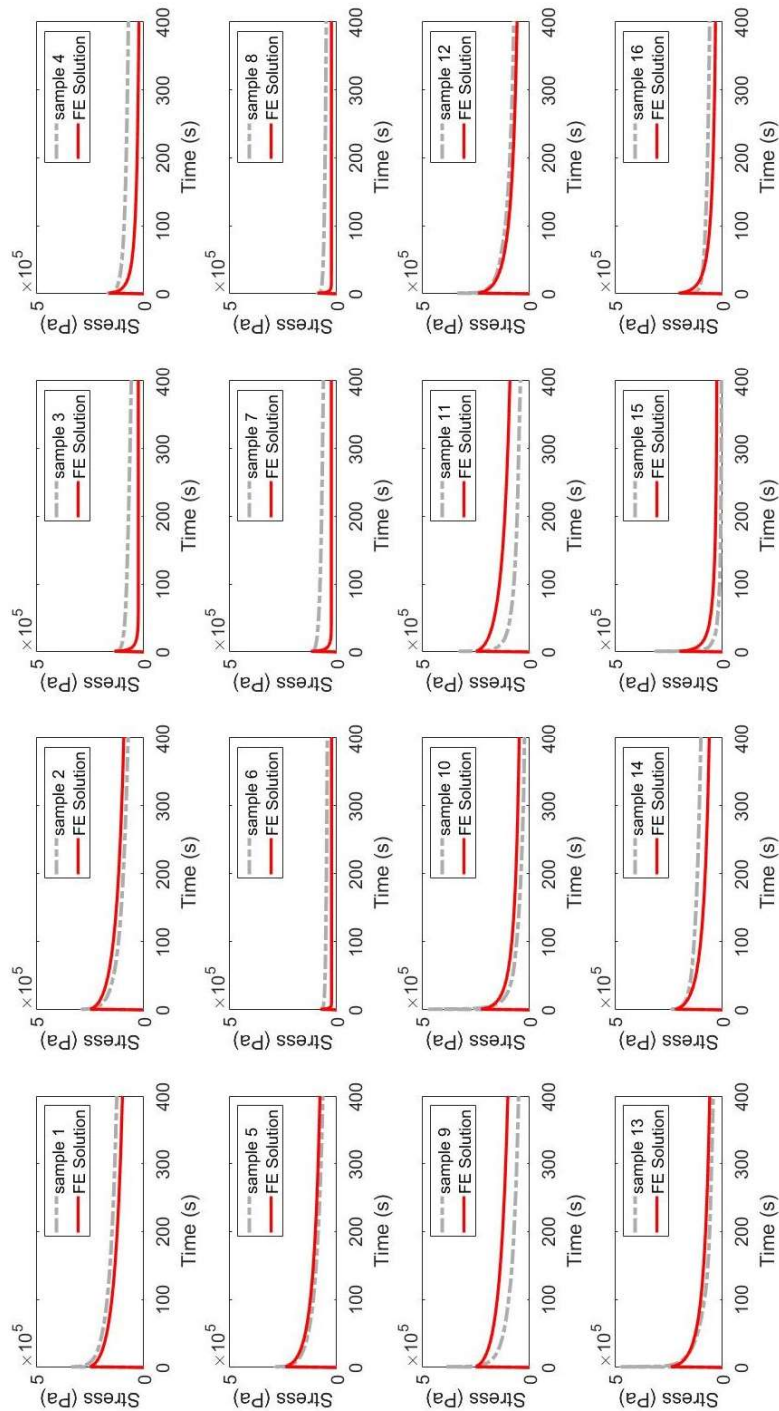 ×10^5
5
Stress (Pa)
0
sample 1
FE Solution
0
100
200
300
400
Time (s)
×10^5
5
Stress (Pa)
0
sample 2
FE Solution
0
100
200
300
400
Time (s)
×10^5
5
Stress (Pa)
0
sample 3
FE Solution
0
100
200
300
400
Time (s)
×10^5
5
Stress (Pa)
0
sample 4
FE Solution
0
100
200
300
400
Time (s)
×10^5
5
Stress (Pa)
0
sample 5
FE Solution
0
100
200
300
400
Time (s)
×10^5
5
Stress (Pa)
0
sample 6
FE Solution
0
100
200
300
400
Time (s)
×10^5
5
Stress (Pa)
0
sample 7
FE Solution
0
100
200
300
400
Time (s)
×10^5
5
Stress (Pa)
0
sample 8
FE Solution
0
100
200
300
400
Time (s)
×10^5
5
Stress (Pa)
0
sample 9
FE Solution
0
100
200
300
400
Time (s)
×10^5
5
Stress (Pa)
0
sample 10
FE Solution
0
100
200
300
400
Time (s)
×10^5
5
Stress (Pa)
0
sample 11
FE Solution
0
100
200
300
400
Time (s)
×10^5
5
Stress (Pa)
0
sample 12
FE Solution
0
100
200
300
400
Time (s)
×10^5
5
Stress (Pa)
0
sample 13
FE Solution
0
100
200
300
400
Time (s)
×10^5
5
Stress (Pa)
0
sample 14
FE Solution
0
100
200
300
400
Time (s)
×10^5
5
Stress (Pa)
0
sample 15
FE Solution
0
100
200
300
400
Time (s)
×10^5
5
Stress (Pa)
0
sample 16
FE Solution
0
100
200
300
400
Time (s)